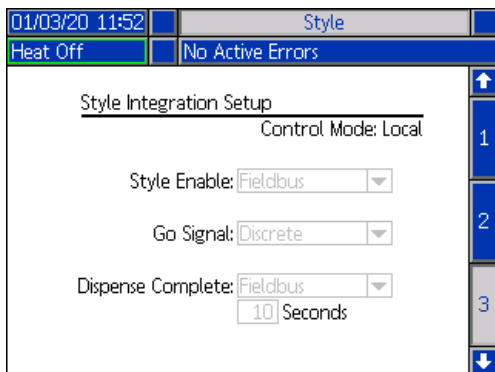 01/03/20 11:52 Style
Heat Off No Active Errors
Style Integration Setup
Control Mode: Local
1
Style Enable: Fieldbus
2
Go Signal: Discrete
Dispense Complete: Fieldbus
3
10 Seconds